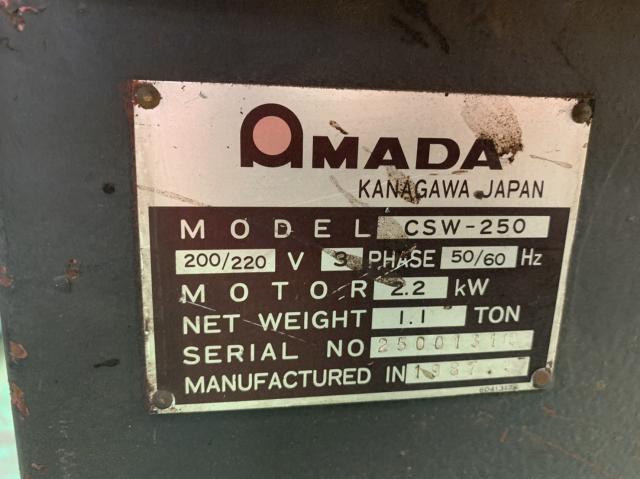 AMADA
KANAGAWA, JAPAN
MODEL CSW-250
200/220 V 3 PHASE 50/60 Hz
MOTOR 2.2 kW
NET WEIGHT 1.1 TON
SERIAL NO
MANUFACTURED IN 1987